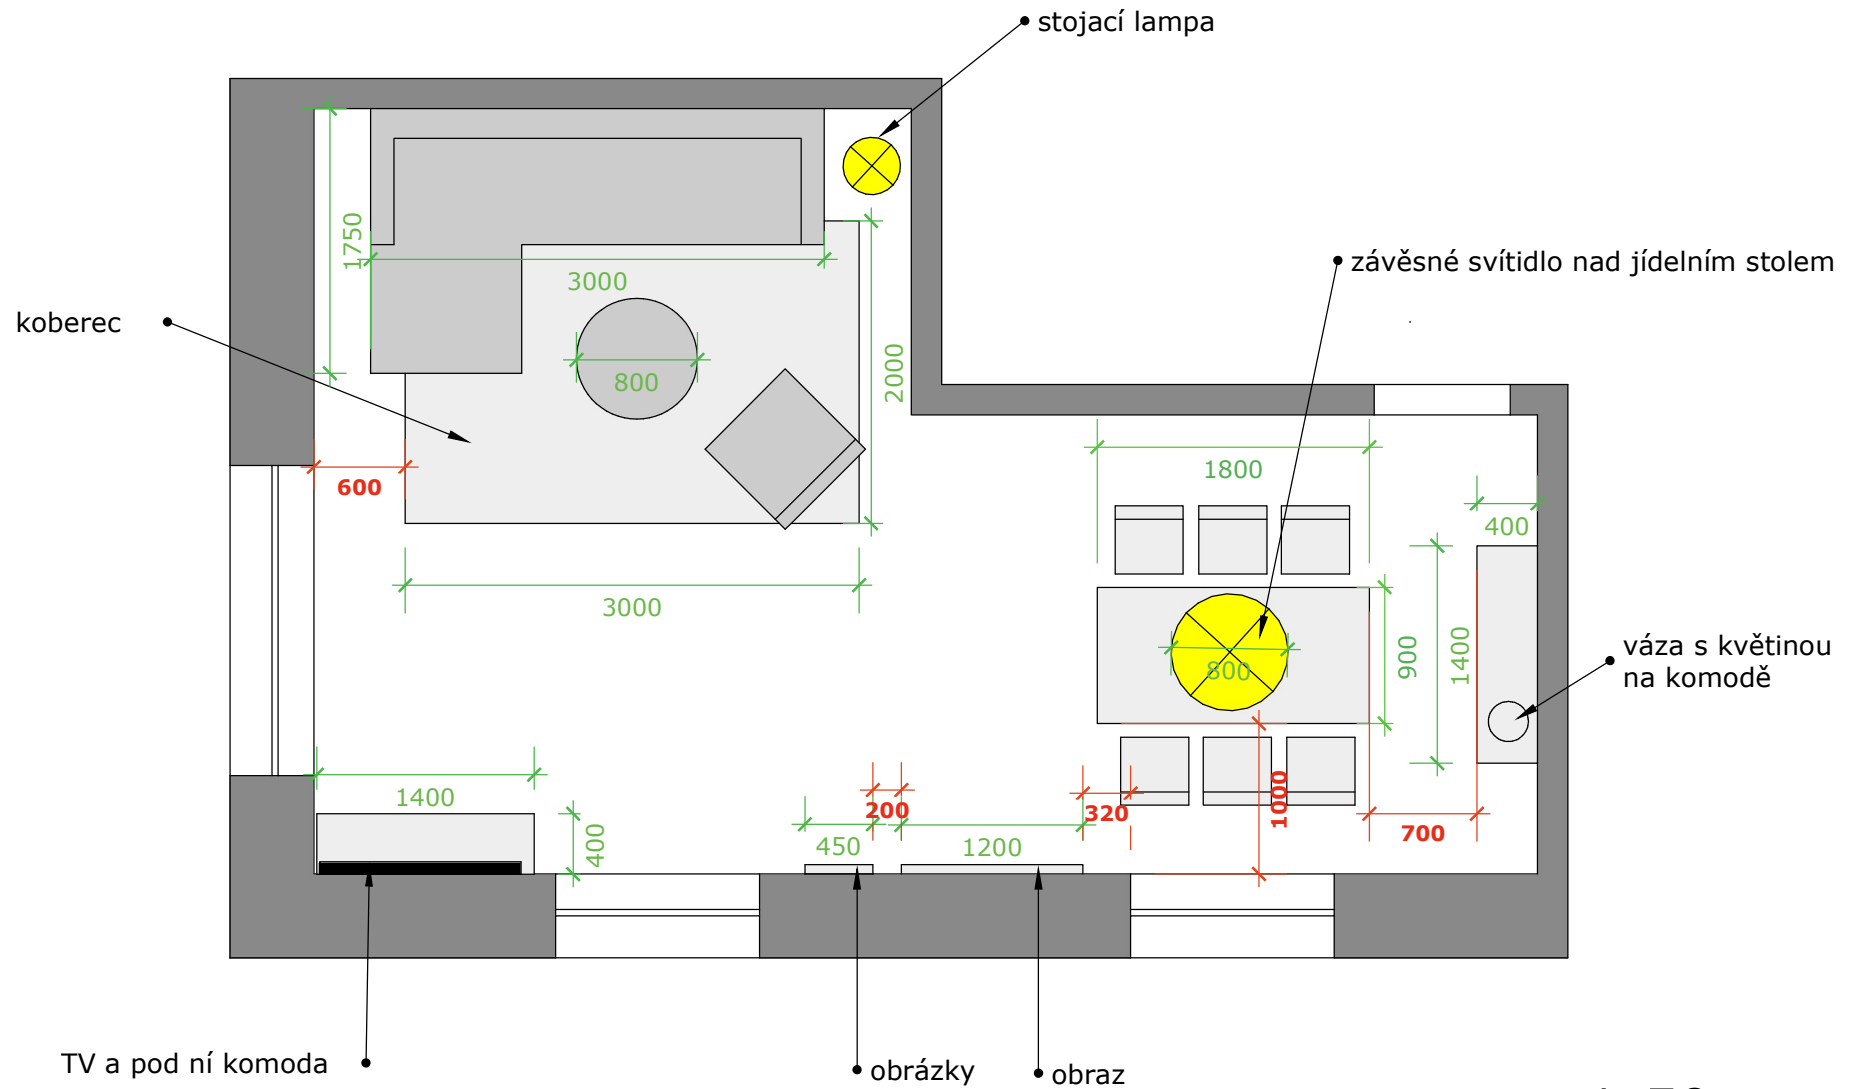 stojací lampa
závěsné svítidlo nad jídelním stolem
koberec
1750
3000
800
2000
600
3000
1800
400
800
900
1400
váza s květinou
na komodě
1400
400
450
200
1200
320
1000
700
TV a pod ní komoda
obrázky
obraz